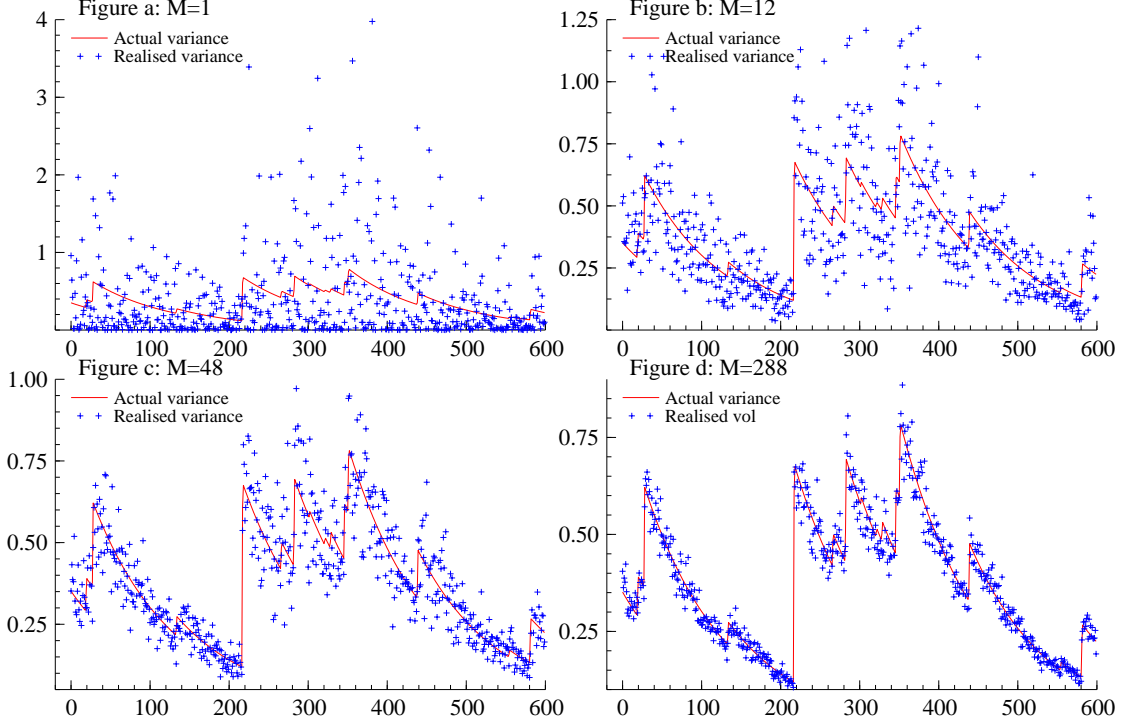 Figure a: M=1
Actual variance
Realised variance
4
3
2
1
0 100 200 300 400 500 600
Figure b: M=12
Actual variance
Realised variance
1.25
1.00
0.75
0.50
0.25
0 100 200 300 400 500 600
Figure c: M=48
Actual variance
Realised variance
1.00
0.75
0.50
0.25
0 100 200 300 400 500 600
Figure d: M=288
Actual variance
Realised vol
0.75
0.50
0.25
0 100 200 300 400 500 600